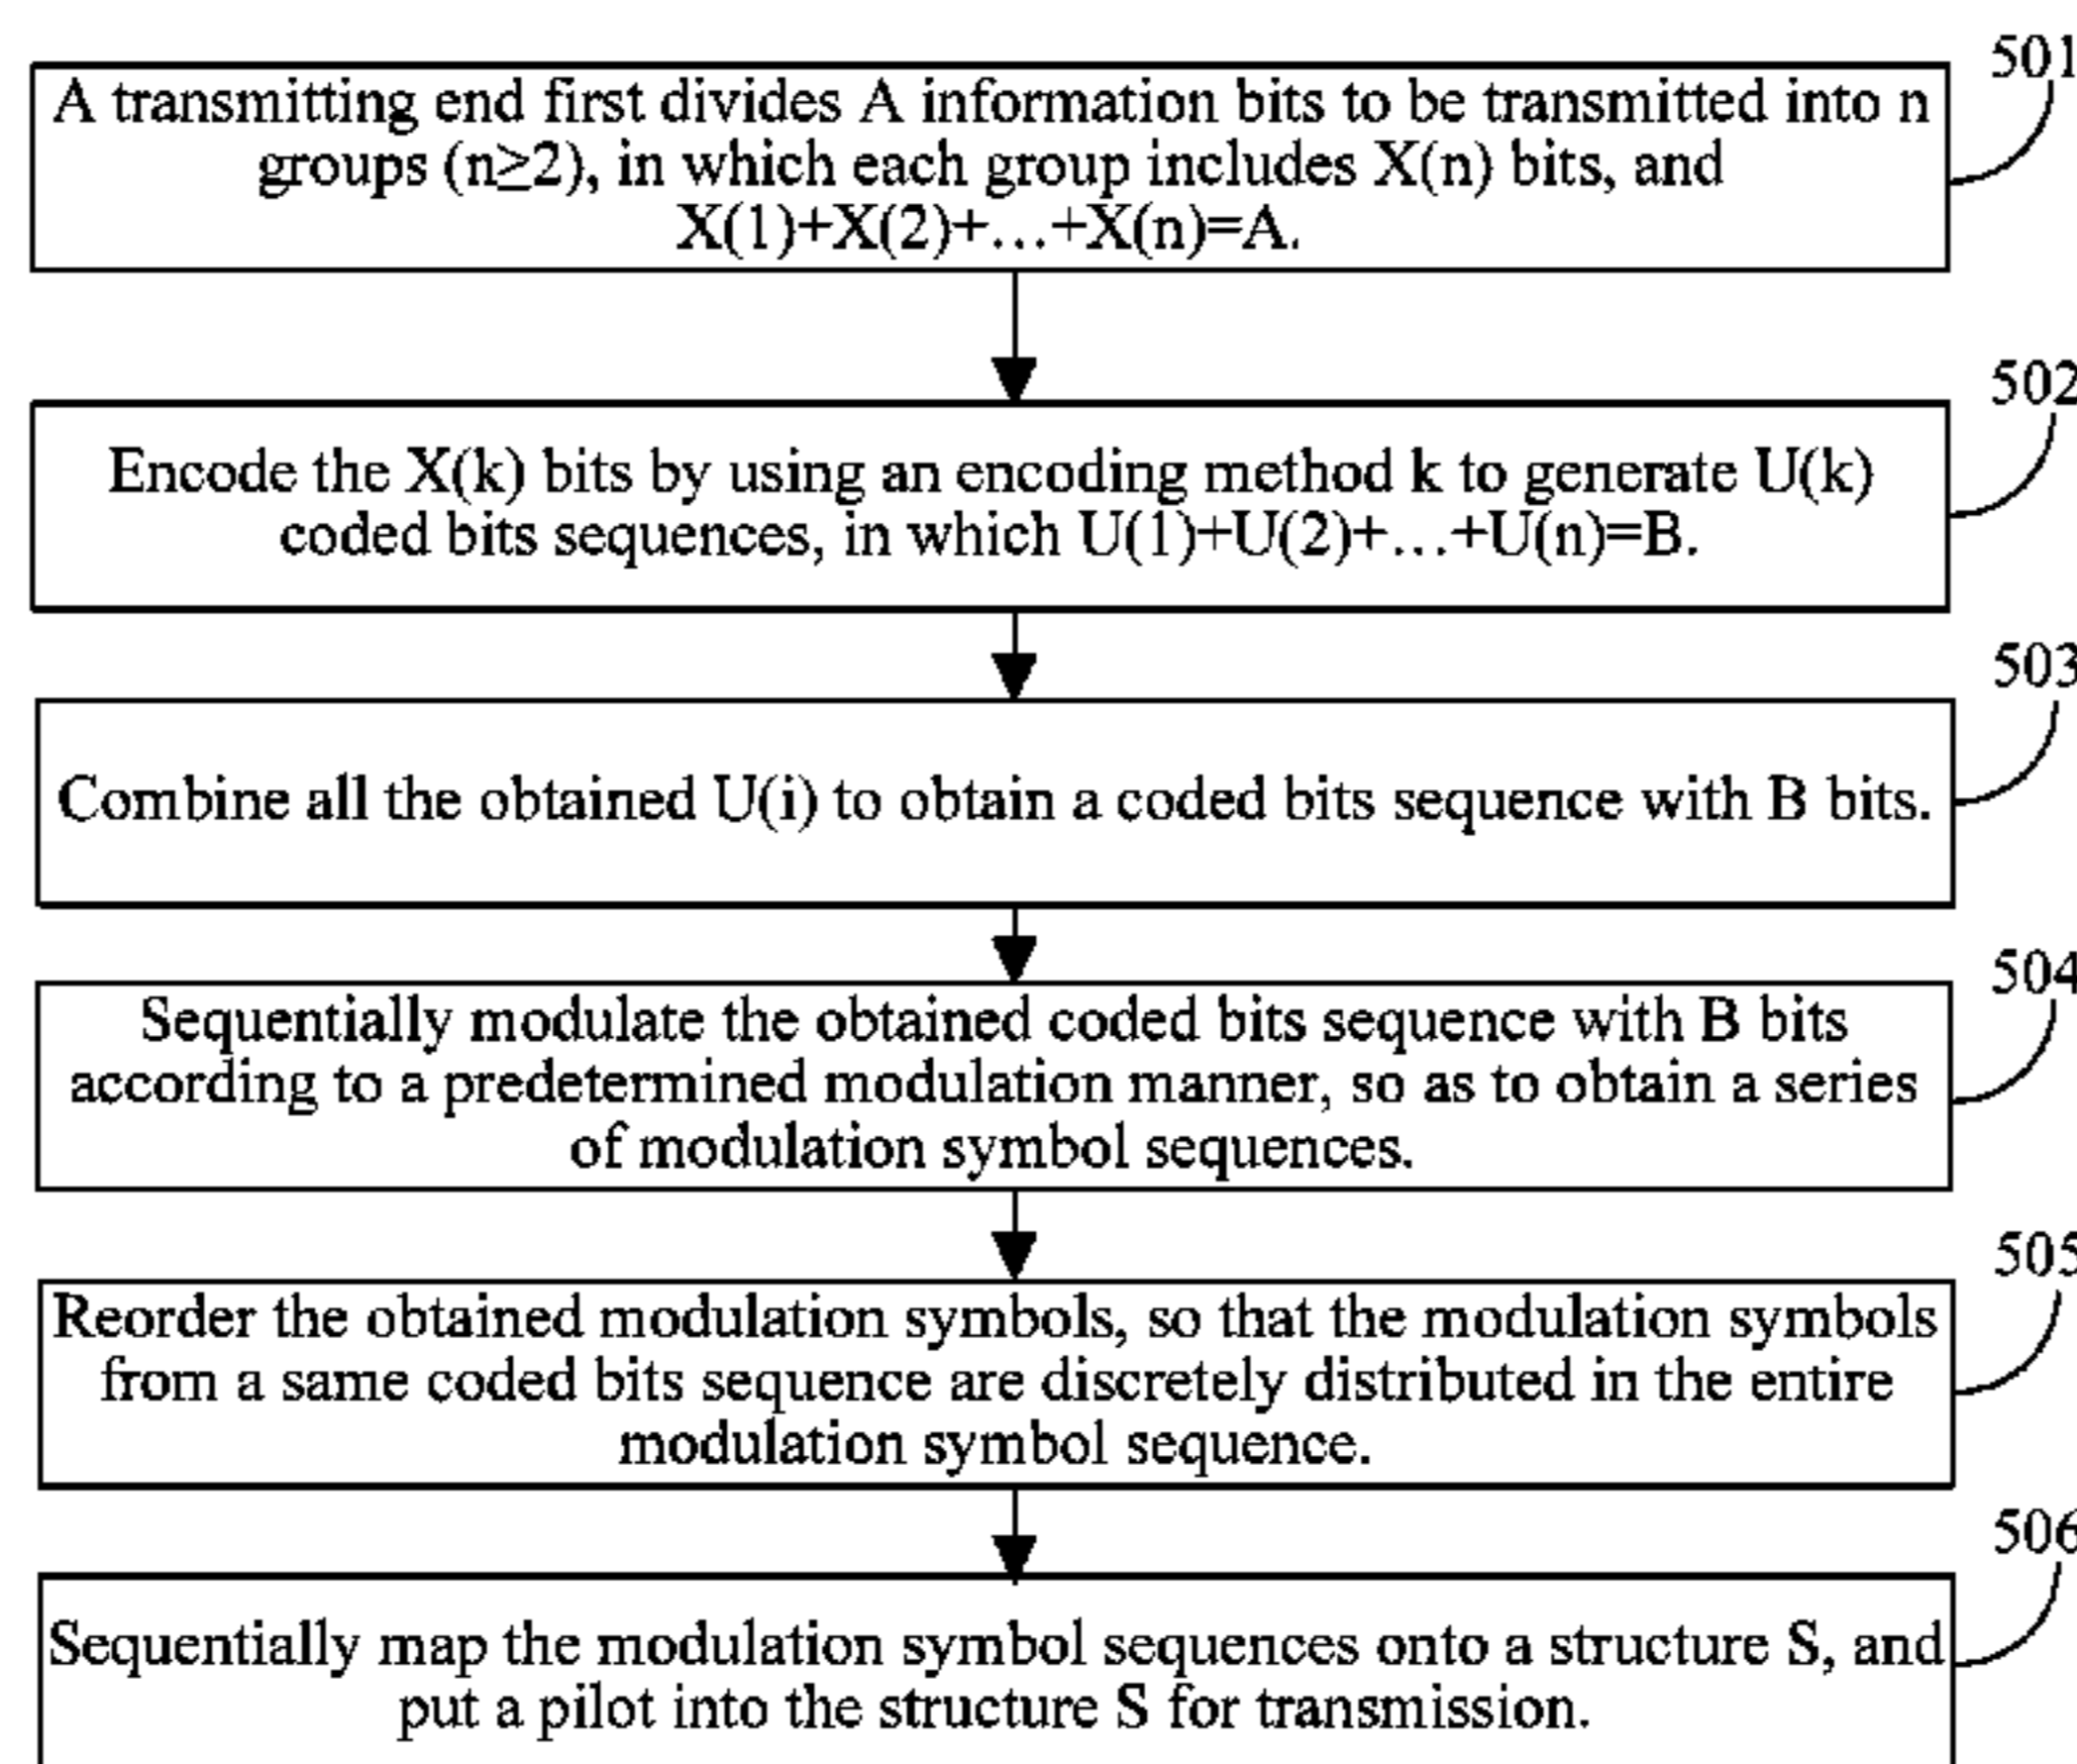 501
A transmitting end first divides A information bits to be transmitted into n
groups (n≥2), in which each group includes X(n) bits, and
X(1)+X(2)+…+X(n)=A.
502
Encode the X(k) bits by using an encoding method k to generate U(k)
coded bits sequences, in which U(1)+U(2)+…+U(n)=B.
503
Combine all the obtained U(i) to obtain a coded bits sequence with B bits.
504
Sequentially modulate the obtained coded bits sequence with B bits
according to a predetermined modulation manner, so as to obtain a series
of modulation symbol sequences.
505
Reorder the obtained modulation symbols, so that the modulation symbols
from a same coded bits sequence are discretely distributed in the entire
modulation symbol sequence.
506
Sequentially map the modulation symbol sequences onto a structure S, and
put a pilot into the structure S for transmission.